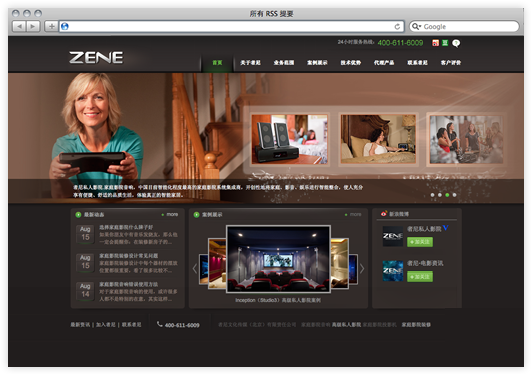 所有 RSS 提要
Google
24小时服务热线：400-611-6009
ZENE
首页 关于者尼 业务范围 案例展示 技术优势 代理产品 联系者尼 客户评价
者尼私人影院,家庭影院音响，中国目前智能化程度最高的家庭影院系统集成商，开创性地将家庭、影音、娱乐进行智能整合，使人充分
享有便捷、舒适的品质生活，体验真正的智能家居。
最新动态 + more
Aug 15
选择家庭影院什么牌子好
Aug 15
家庭影院装修设计常见问题
Aug 14
家庭影院音响目录使用方法
案例展示 + more
Inception（StudioX）高级私人影院案例
新浪微博
ZENE
者尼私人影院
+ 加关注
ZENE
者尼-电影资讯
+ 加关注
最新资讯 | 加入者尼 | 联系者尼
400-611-6009
高级私人影院
家庭影院装修